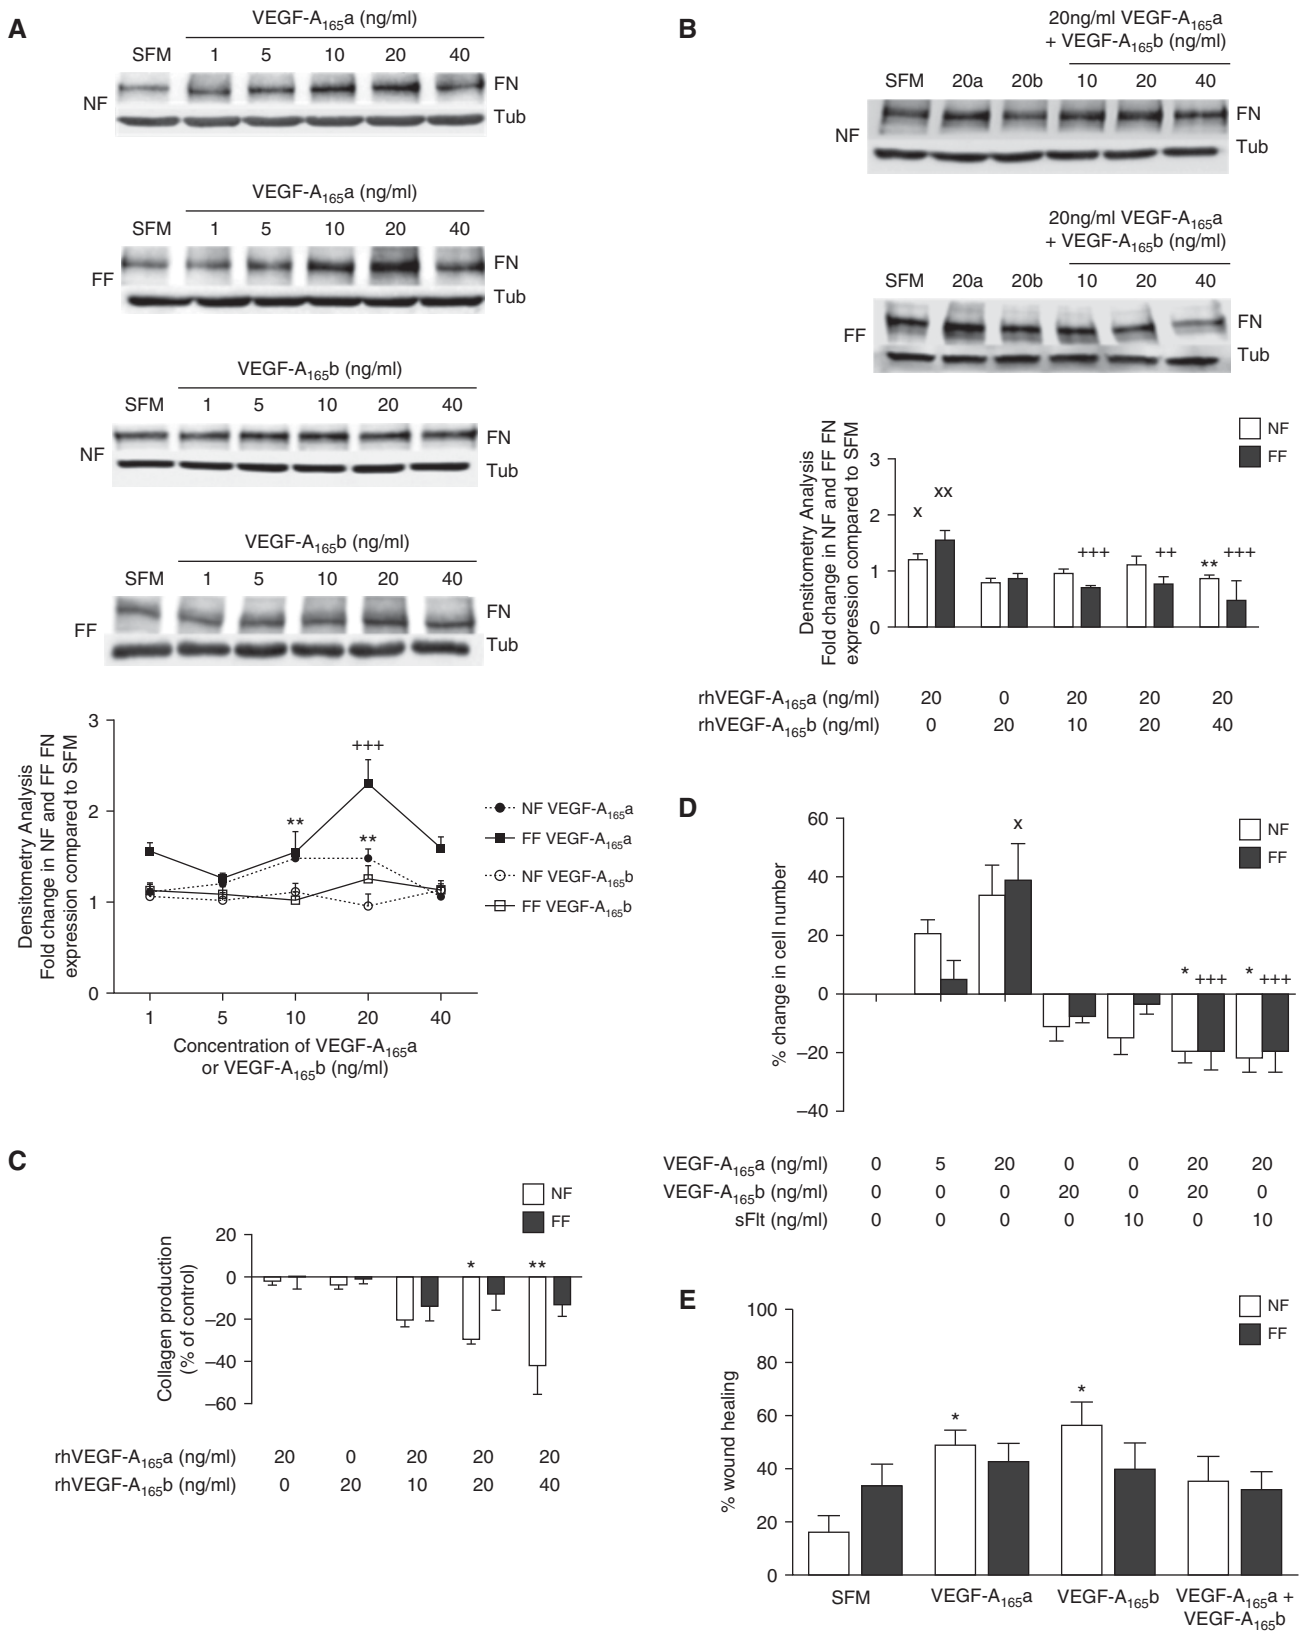 A
VEGF-A165a (ng/ml)
SFM 1 5 10 20 40
NF
FN
Tub
VEGF-A165a (ng/ml)
SFM 1 5 10 20 40
FF
FN
Tub
VEGF-A165b (ng/ml)
SFM 1 5 10 20 40
NF
FN
Tub
VEGF-A165b (ng/ml)
SFM 1 5 10 20 40
FF
FN
Tub
Densitometry Analysis
Fold change in NF and FF FN
expression compared to SFM
3
2
1
0
+++
**
**
NF VEGF-A165a
FF VEGF-A165a
NF VEGF-A165b
FF VEGF-A165b
1 5 10 20 40
Concentration of VEGF-A165a
or VEGF-A165b (ng/ml)
B
20ng/ml VEGF-A165a
+ VEGF-A165b (ng/ml)
SFM 20a 20b 10 20 40
NF
FN
Tub
20ng/ml VEGF-A165a
+ VEGF-A165b (ng/ml)
SFM 20a 20b 10 20 40
FF
FN
Tub
NF
FF
Densitometry Analysis
Fold change in NF and FF FN
expression compared to SFM
3
2
1
0
x xx +++ ++ ** +++
rhVEGF-A165a (ng/ml) 20 0 20 20 20
rhVEGF-A165b (ng/ml) 0 20 10 20 40
C
NF
FF
Collagen production
(% of control)
20
0
–20
–40
–60
* **
rhVEGF-A165a (ng/ml) 20 0 20 20 20
rhVEGF-A165b (ng/ml) 0 20 10 20 40
D
NF
FF
% change in cell number
60
40
20
0
–20
–40
x * +++ * +++
VEGF-A165a (ng/ml) 0 5 20 0 0 20 20
VEGF-A165b (ng/ml) 0 0 0 20 0 20 0
sFlt (ng/ml) 0 0 0 0 10 0 10
E
NF
FF
% wound healing
100
80
60
40
20
0
* *
SFM VEGF-A165a VEGF-A165b VEGF-A165a +
VEGF-A165b